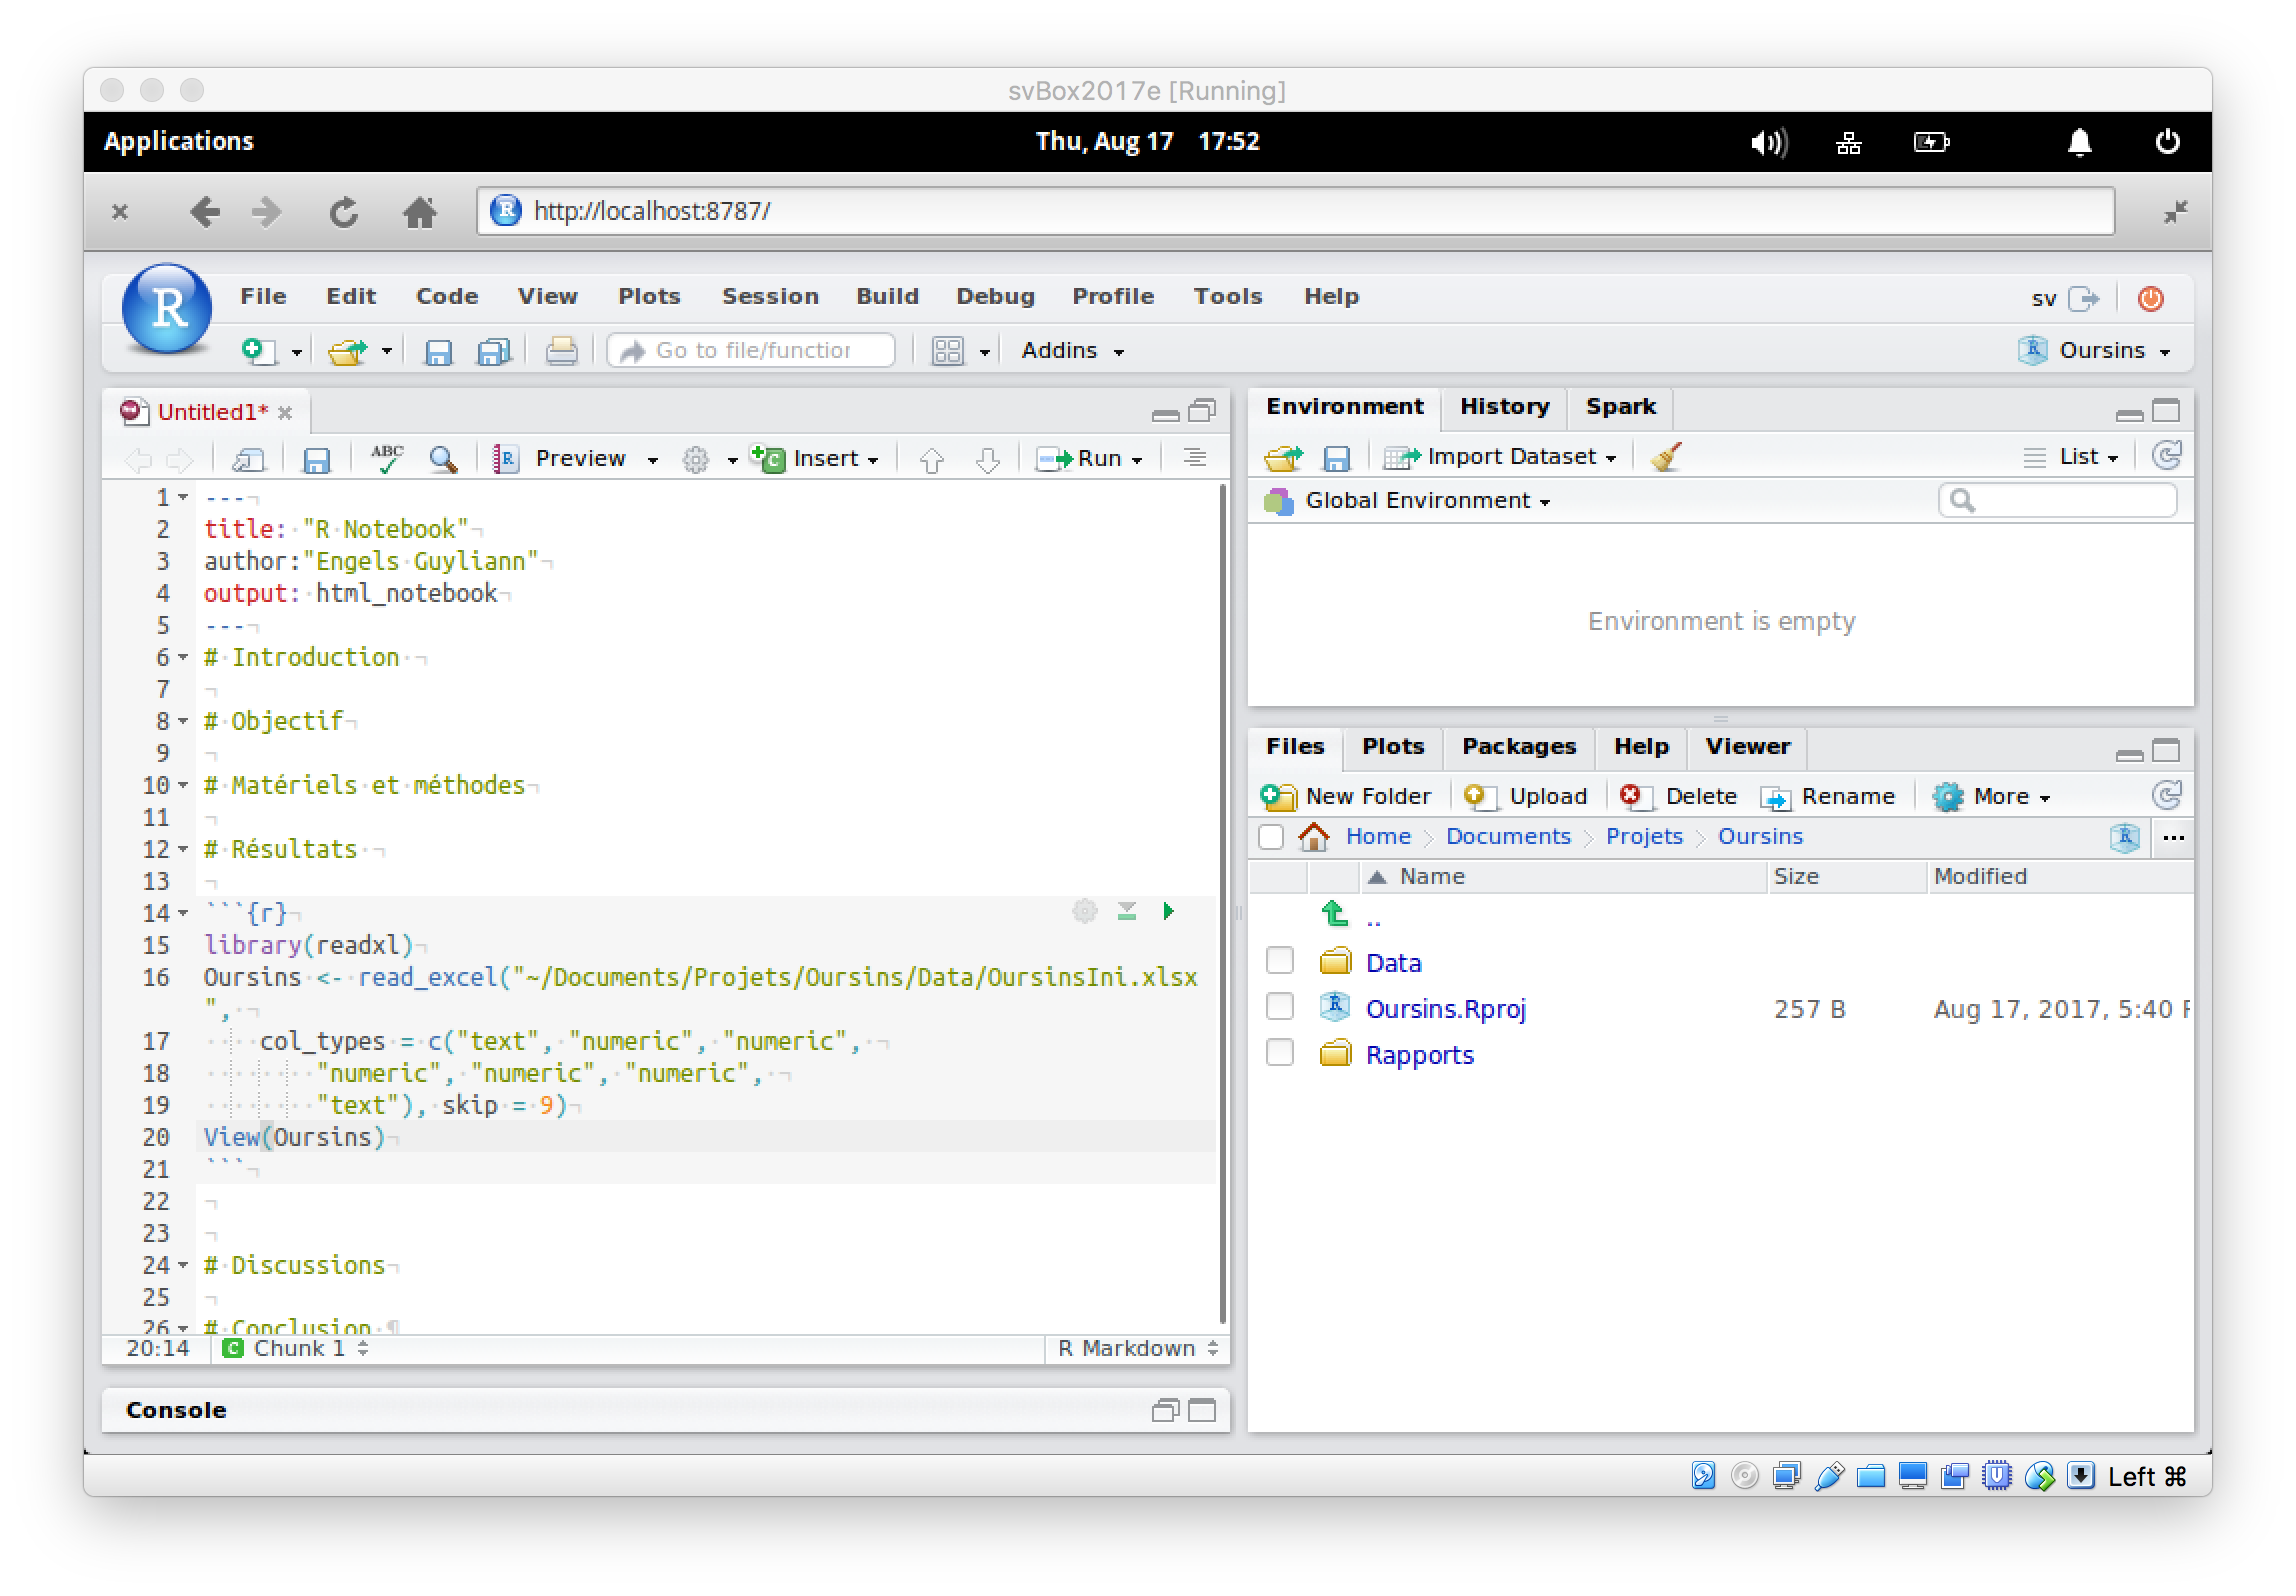 svBox2017e [Running]
Applications
Thu, Aug 17 17:52
http://localhost:8787/
File Edit Code View Plots Session Build Debug Profile Tools Help
sv
Go to file/function
Addins
Oursins
Untitled1*
ABC
Preview
Insert
Run
1 ---
2 title: "R Notebook"
3 author:"Engels Guyliann"
4 output: html_notebook
5 ---
6 # Introduction
7
8 # Objectif
9
10 # Matériels et méthodes
11
12 # Résultats
13
14 ```{r}
15 library(readxl)
16 Oursins <- read_excel("~/Documents/Projets/Oursins/Data/OursinsIni.xlsx
",
17 col_types = c("text", "numeric", "numeric",
18 "numeric", "numeric", "numeric",
19 "text"), skip = 9)
20 View(Oursins)
21 ```
22
23
24 # Discussions
25
26 # Conclusion
20:14
Chunk 1
R Markdown
Console
Environment History Spark
Import Dataset
List
Global Environment
Environment is empty
Files Plots Packages Help Viewer
New Folder Upload Delete Rename More
Home Documents Projets Oursins
...
Name Size Modified
..
Data
Oursins.Rproj 257 B Aug 17, 2017, 5:40
Rapports
Left ⌘